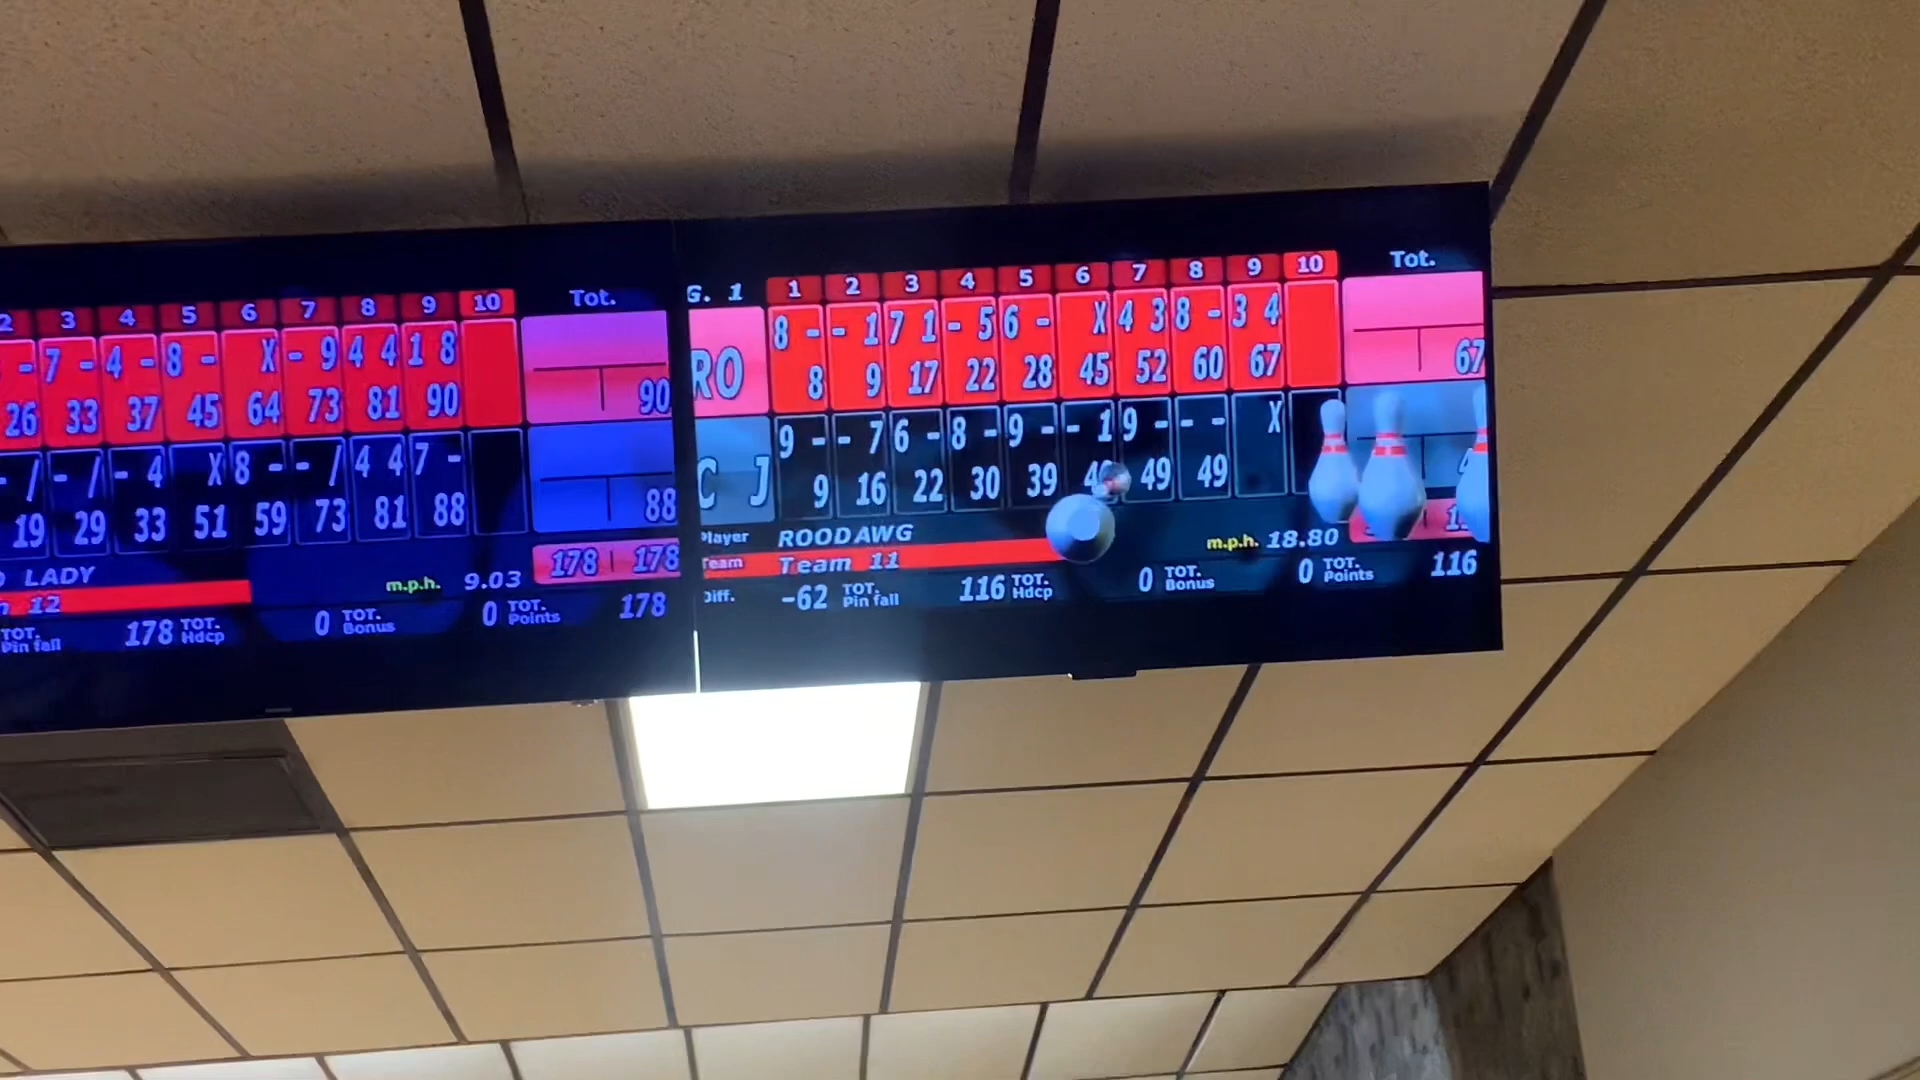 2 3 4 5 6 7 8 9 10 Tot.
- 7 - 4 - 8 - X - 9 4 4 1 8
26 33 37 45 64 73 81 90 90
- / - / - 4 X 8 - - / 4 4 7 -
19 29 33 51 59 73 81 88 88
LADY
m.p.h. 9.03 178 178
12
TOT. Pin fall 178 TOT. Hdcp 0 TOT. Bonus 0 TOT. Points 178
G. 1 1 2 3 4 5 6 7 8 9 10 Tot.
RO 8 - - 1 7 1 - 5 6 - X 4 3 8 - 3 4
8 9 17 22 28 45 52 60 67 67
C J 9 - - 7 6 - 8 - 9 - - 1 9 - - - X
9 16 22 30 39 49 49
Player ROODAWG
m.p.h. 18.80
Team Team 11
Diff. -62 TOT. Pin fall 116 TOT. Hdcp 0 TOT. Bonus 0 TOT. Points 116